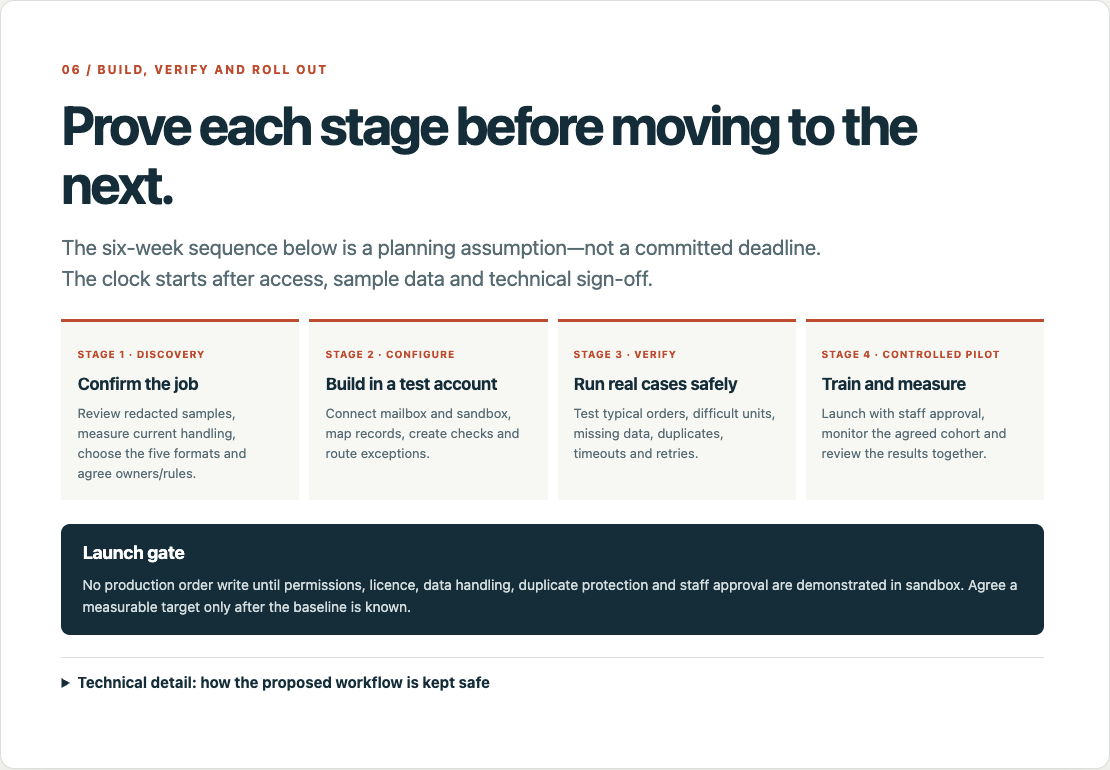 06 / BUILD, VERIFY AND ROLL OUT
Prove each stage before moving to the
next.
The six-week sequence below is a planning assumption—not a committed deadline.
The clock starts after access, sample data and technical sign-off.
STAGE 1 · DISCOVERY
Confirm the job
Review redacted samples,
measure current handling,
choose the five formats and
agree owners/rules.
STAGE 2 · CONFIGURE
Build in a test account
Connect mailbox and sandbox,
map records, create checks and
route exceptions.
STAGE 3 · VERIFY
Run real cases safely
Test typical orders, difficult units,
missing data, duplicates,
timeouts and retries.
STAGE 4 · CONTROLLED PILOT
Train and measure
Launch with staff approval,
monitor the agreed cohort and
review the results together.
Launch gate
No production order write until permissions, licence, data handling, duplicate protection and staff approval are demonstrated in sandbox. Agree a
measurable target only after the baseline is known.
Technical detail: how the proposed workflow is kept safe